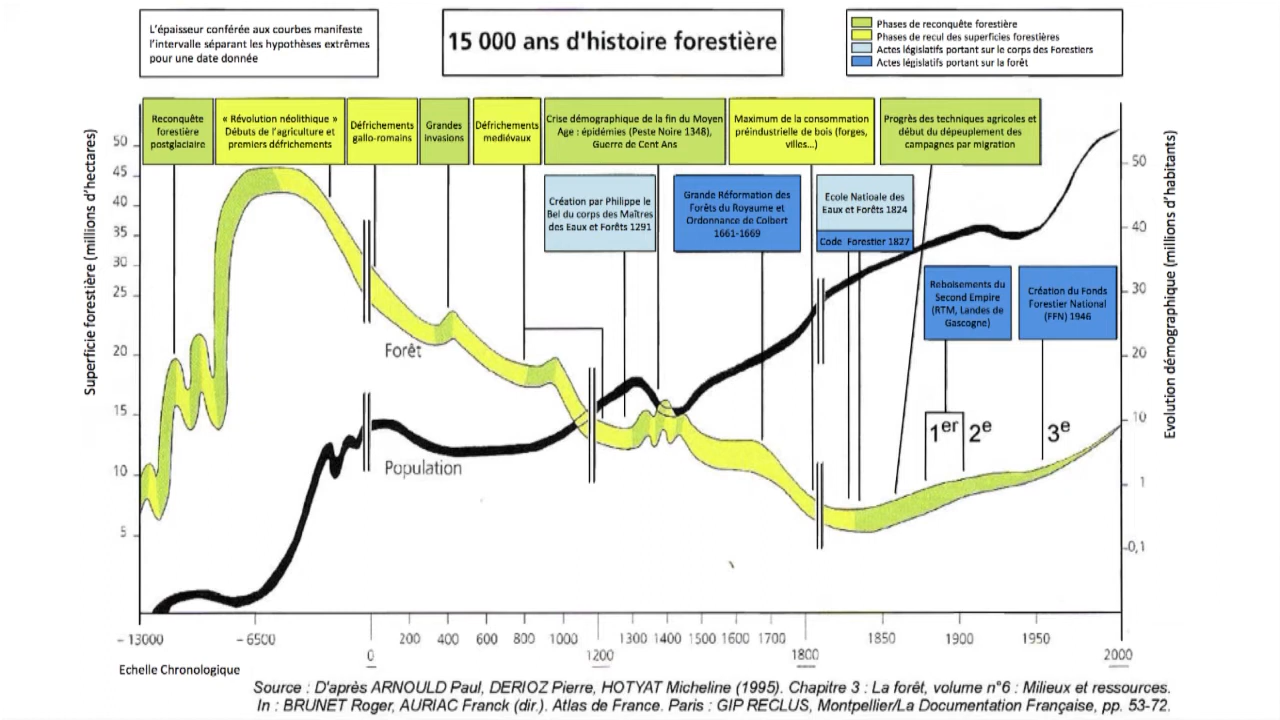 L'épaisseur conférée aux courbes manifeste
l'intervalle séparant les hypothèses extrêmes
pour une date donnée
15 000 ans d'histoire forestière
Phases de reconquête forestière
Phases de recul des superficies forestières
Actes législatifs portant sur le corps des Forestiers
Actes législatifs portant sur la forêt
Reconquête
forestière
postglaciaire
« Révolution néolithique »
Débuts de l'agriculture et
premiers défrichements
Défrichements
gallo-romains
Grandes
invasions
Défrichements
mediévaux
Crise démographique de la fin du Moyen
Age : épidémies (Peste Noire 1348),
Guerre de Cent Ans
Maximum de la consommation
préindustrielle de bois (forges,
villes...)
Progrès des techniques agricoles et
début du dépeuplement des
campagnes par migration
Création par Philippe le
Bel du corps des Maîtres
des Eaux et Forêts 1291
Grande Réformation des
Forêts du Royaume et
Ordonnance de Colbert
1661-1669
Ecole Natioale des
Eaux et Forêts 1824
Code Forestier 1827
Reboisements du
Second Empire
(RTM, Landes de
Gascogne)
Création du Fonds
Forestier National
(FFN) 1946
Superficie forestière (millions d'hectares)
50
45
40
35
30
25
20
15
10
5
Evolution démographique (millions d'habitants)
50
40
30
20
10
1
0,1
Forêt
Population
1er
2e
3e
– 13000
– 6500
0
200
400
600
800
1000
1200
1300
1400
1500
1600
1700
1800
1850
1900
1950
2000
Echelle Chronologique
Source : D'après ARNOULD Paul, DERIOZ Pierre, HOTYAT Micheline (1995). Chapitre 3 : La forêt, volume n°6 : Milieux et ressources.
In : BRUNET Roger, AURIAC Franck (dir.). Atlas de France. Paris : GIP RECLUS, Montpellier/La Documentation Française, pp. 53-72.